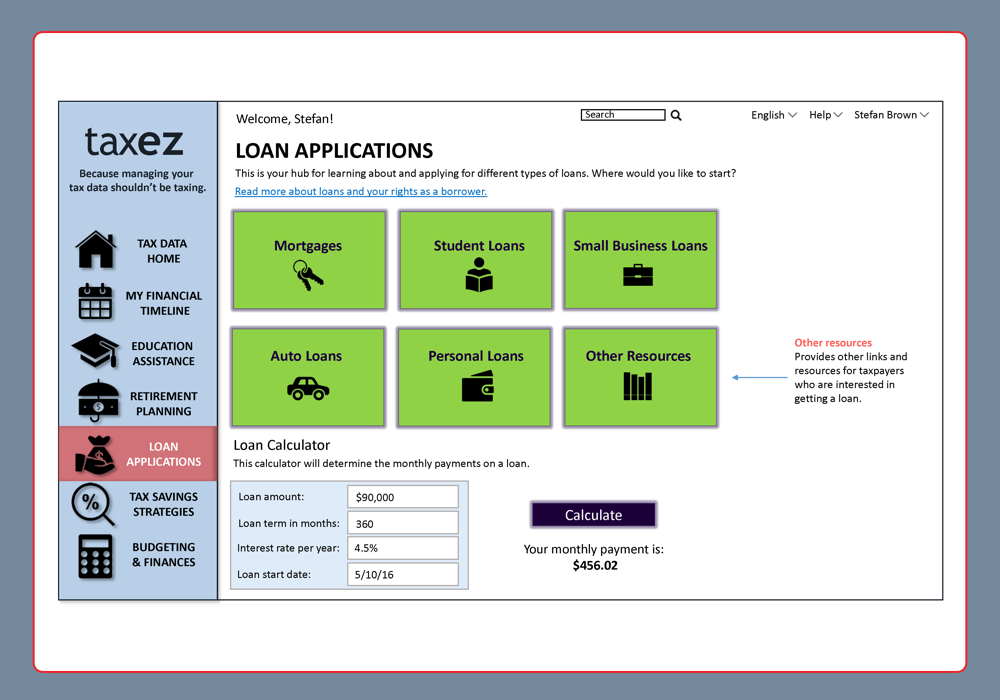 taxez
Because managing your
tax data shouldn't be taxing.
TAX DATA
HOME
MY FINANCIAL
TIMELINE
EDUCATION
ASSISTANCE
$
RETIREMENT
PLANNING
$
LOAN
APPLICATIONS
%
TAX SAVINGS
STRATEGIES
BUDGETING
& FINANCES
Welcome, Stefan!
Search
English
Help
Stefan Brown
LOAN APPLICATIONS
This is your hub for learning about and applying for different types of loans. Where would you like to start?
Read more about loans and your rights as a borrower.
Mortgages
Student Loans
Small Business Loans
Auto Loans
Personal Loans
Other Resources
Other resources
Provides other links and
resources for taxpayers
who are interested in
getting a loan.
Loan Calculator
This calculator will determine the monthly payments on a loan.
Loan amount:
$90,000
Loan term in months:
360
Interest rate per year:
4.5%
Loan start date:
5/10/16
Calculate
Your monthly payment is:
$456.02